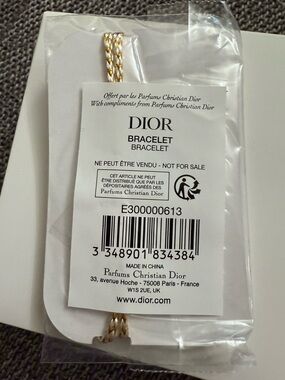 Offert par les Parfums Christian Dior
With compliments from Parfums Christian Dior
DIOR
BRACELET
BRACELET
NE PEUT ÊTRE VENDU - NOT FOR SALE
CET ARTICLE NE PEUT
ÊTRE DISTRIBUÉ QUE PAR LES
DÉPOSITAIRES AGRÉÉS DES
Parfums Christian Dior
E300000613
3 348901 834384
MADE IN CHINA
Parfums Christian Dior
33, avenue Hoche - 75008 Paris - France
W1S 2UE, UK
www.dior.com